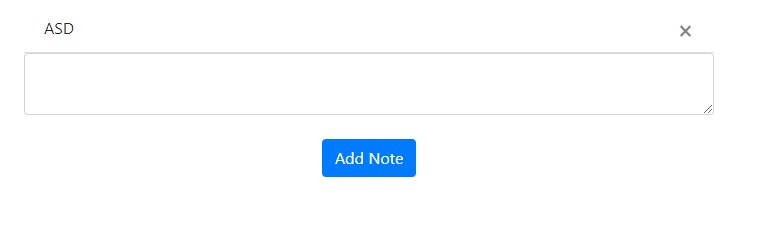 ASD ×
Add Note